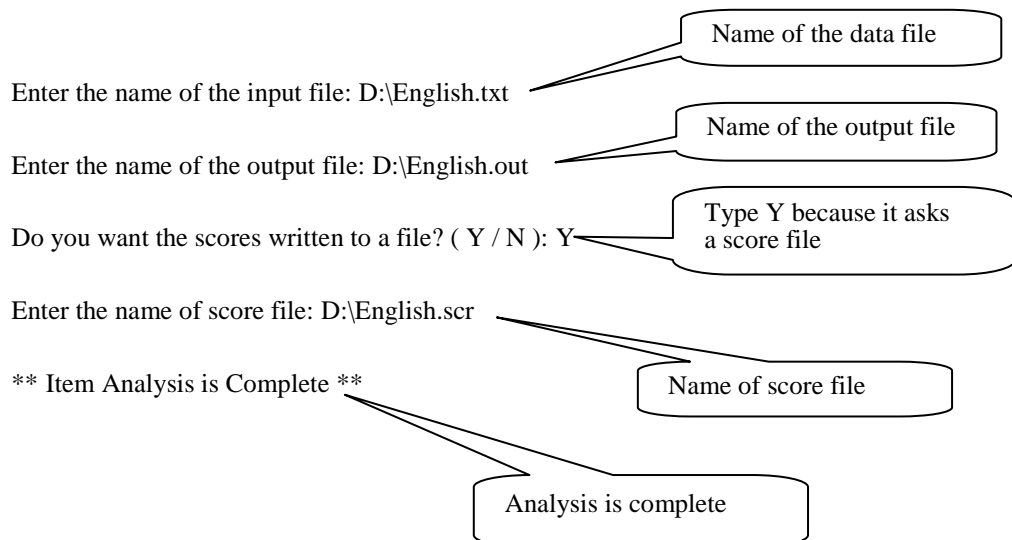 Name of the data file
Enter the name of the input file: D:\English.txt
Name of the output file
Enter the name of the output file: D:\English.out
Type Y because it asks
a score file
Do you want the scores written to a file? ( Y / N ): Y
Enter the name of score file: D:\English.scr
** Item Analysis is Complete **
Name of score file
Analysis is complete